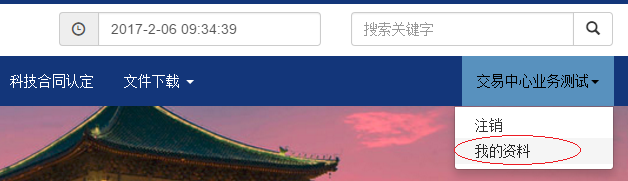 2017-2-06 09:34:39
搜索关键字
科技合同认定 文件下载 交易中心业务测试
注销
我的资料